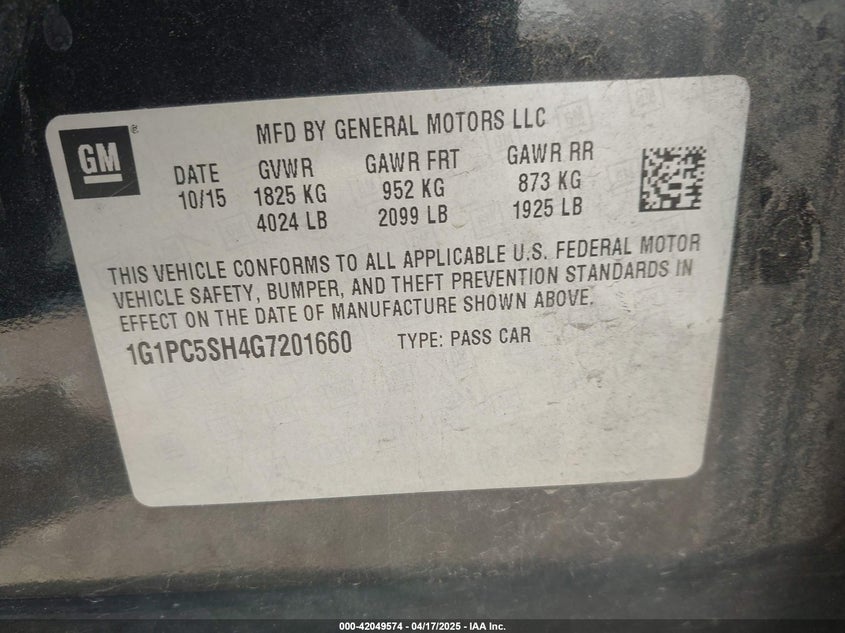 GM
MFD BY GENERAL MOTORS LLC
DATE GVWR GAWR FRT GAWR RR
10/15 1825 KG 952 KG 873 KG
4024 LB 2099 LB 1925 LB
THIS VEHICLE CONFORMS TO ALL APPLICABLE U.S. FEDERAL MOTOR
VEHICLE SAFETY, BUMPER, AND THEFT PREVENTION STANDARDS IN
EFFECT ON THE DATE OF MANUFACTURE SHOWN ABOVE.
1G1PC5SH4G7201660 TYPE: PASS CAR
000-42049574 - 04/17/2025 - IAA Inc.